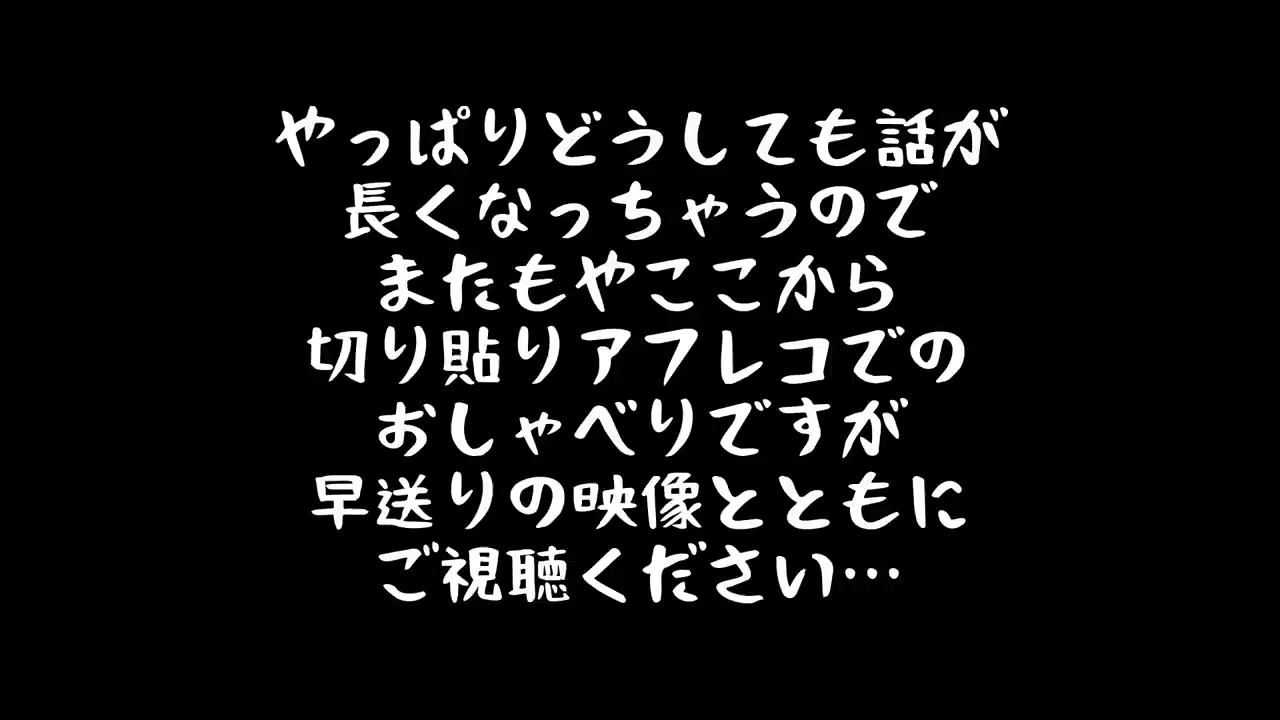 やっぱりどうしても話が
長くなっちゃうので
またもやここから
切り貼りアフレコでの
おしゃべりですが
早送りの映像とともに
ご視聴ください…